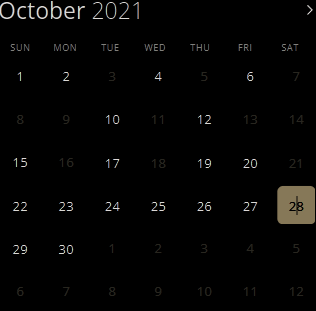 October 2021
SUN MON TUE WED THU FRI SAT
1 2 3 4 5 6 7
8 9 10 11 12 13 14
15 16 17 18 19 20 21
22 23 24 25 26 27 28
29 30 1 2 3 4 5
6 7 8 9 10 11 12